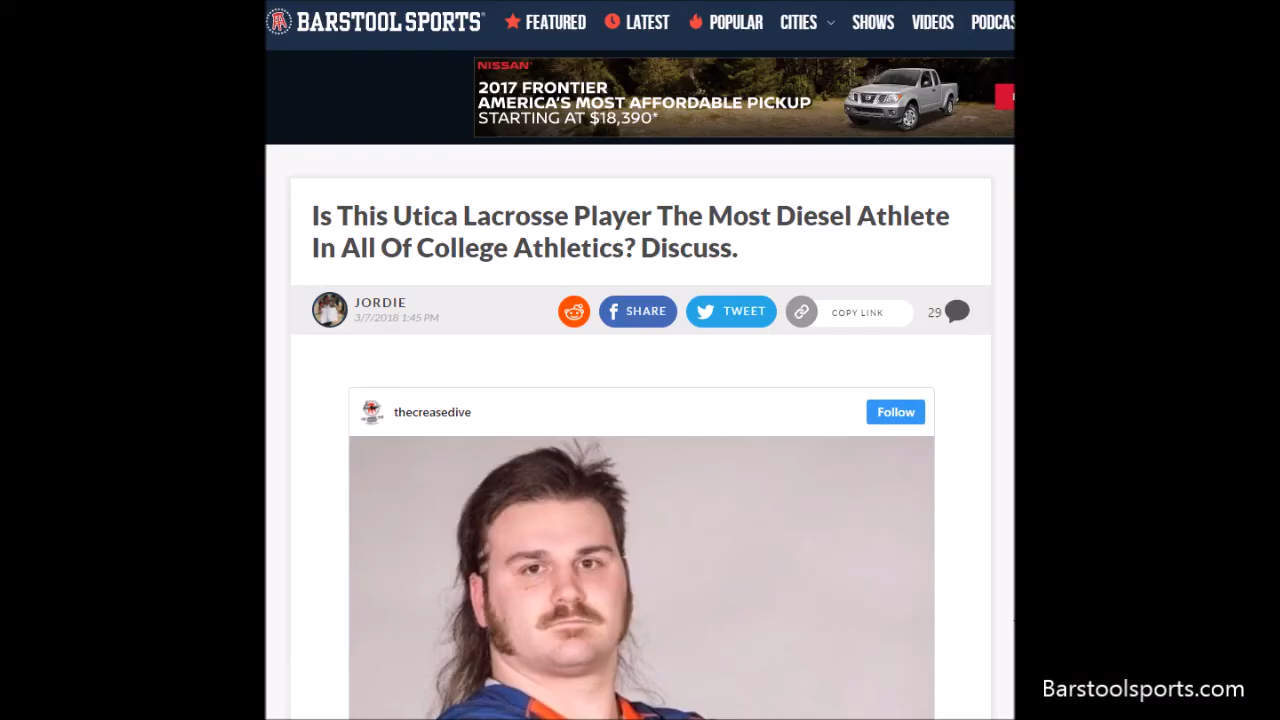 BARSTOOL SPORTS FEATURED LATEST POPULAR CITIES SHOWS VIDEOS PODCAS
NISSAN
2017 FRONTIER
AMERICA'S MOST AFFORDABLE PICKUP
STARTING AT $18,390*
Is This Utica Lacrosse Player The Most Diesel Athlete
In All Of College Athletics? Discuss.
JORDIE
3/7/2018 1:45 PM
SHARE
TWEET
COPY LINK
29
thecreasedive
Follow
Barstoolsports.com